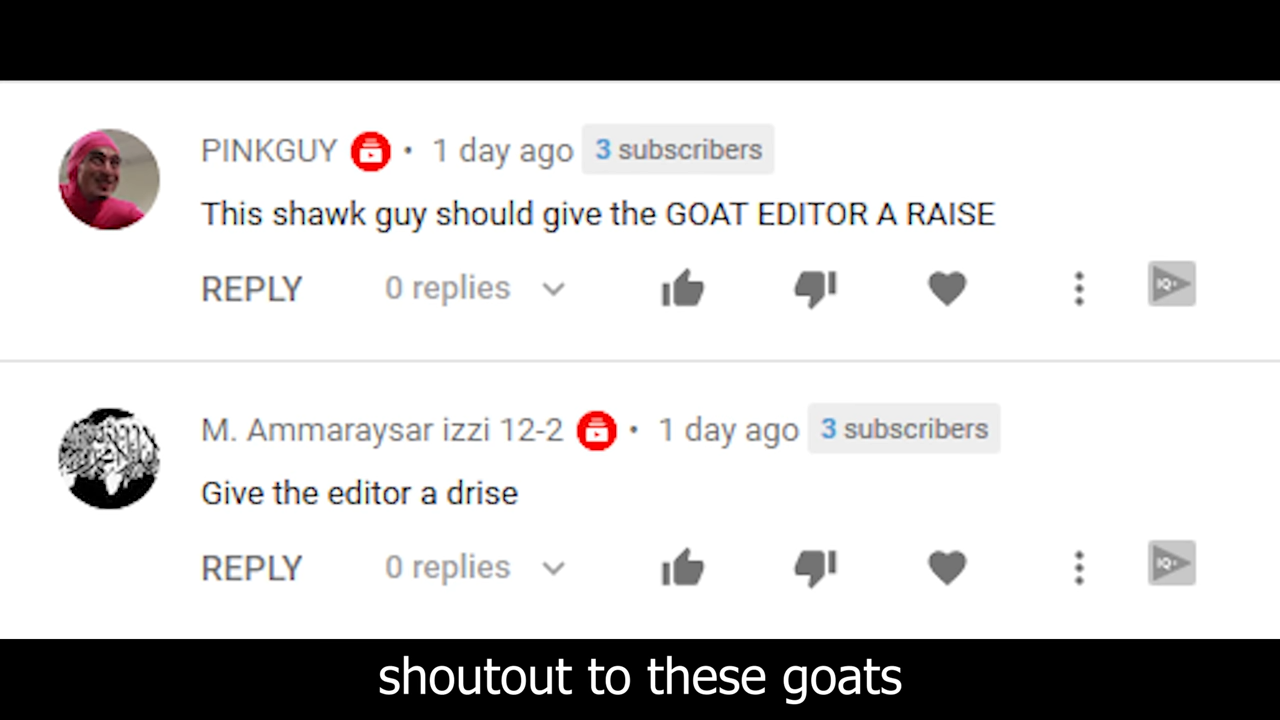 PINKGUY • 1 day ago 3 subscribers
This shawk guy should give the GOAT EDITOR A RAISE
REPLY 0 replies
IQ
M. Ammaraysar izzi 12-2 • 1 day ago 3 subscribers
Give the editor a drise
REPLY 0 replies
IQ
shoutout to these goats